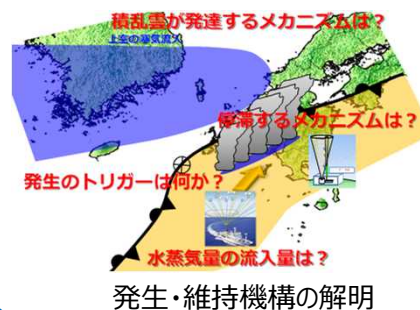 積乱雲が発達するメカニズムは？
上空の寒気流入
停滞するメカニズムは？
発生のトリガーは何か？
水蒸気量の流入量は？
発生・維持機構の解明